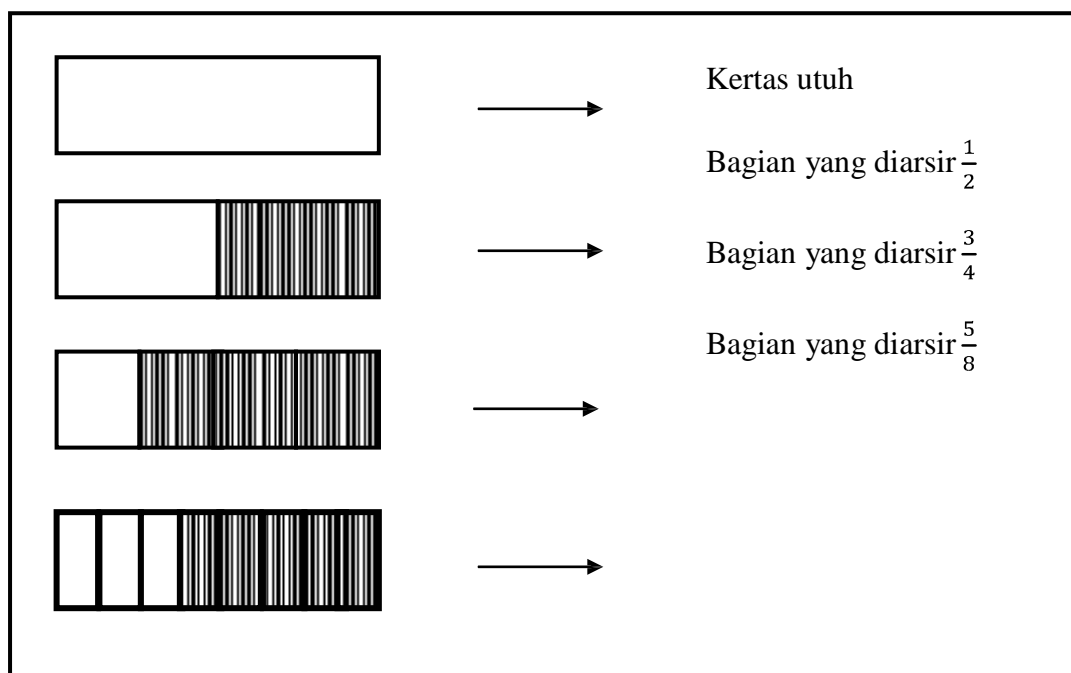 Kertas utuh
Bagian yang diarsir 1/2
Bagian yang diarsir 3/4
Bagian yang diarsir 5/8